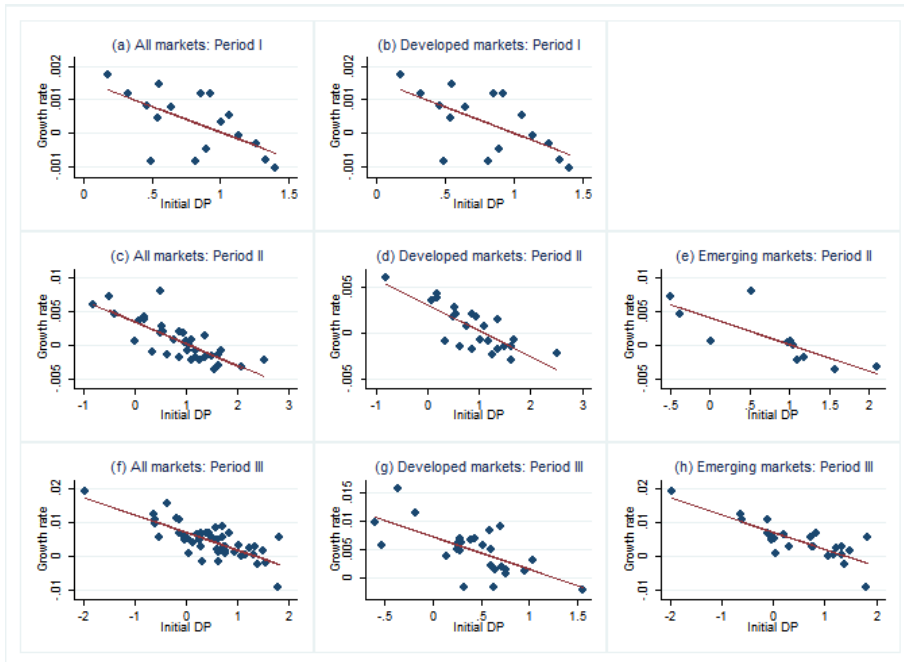 (a) All markets: Period I
Growth rate
.002
.001
0
-.001
0
.5
1
1.5
Initial DP
(b) Developed markets: Period I
Growth rate
.002
.001
0
-.001
0
.5
1
1.5
Initial DP
(c) All markets: Period II
Growth rate
.01
.005
0
-.005
-1
0
1
2
3
Initial DP
(d) Developed markets: Period II
Growth rate
.005
0
-.005
-1
0
1
2
3
Initial DP
(e) Emerging markets: Period II
Growth rate
.01
.005
0
-.005
-.5
0
.5
1
1.5
2
Initial DP
(f) All markets: Period III
Growth rate
.02
.01
0
-.01
-2
-1
0
1
2
Initial DP
(g) Developed markets: Period III
Growth rate
.015
.01
.005
0
-.5
0
.5
1
1.5
Initial DP
(h) Emerging markets: Period III
Growth rate
.02
.01
0
-.01
-2
-1
0
1
2
Initial DP